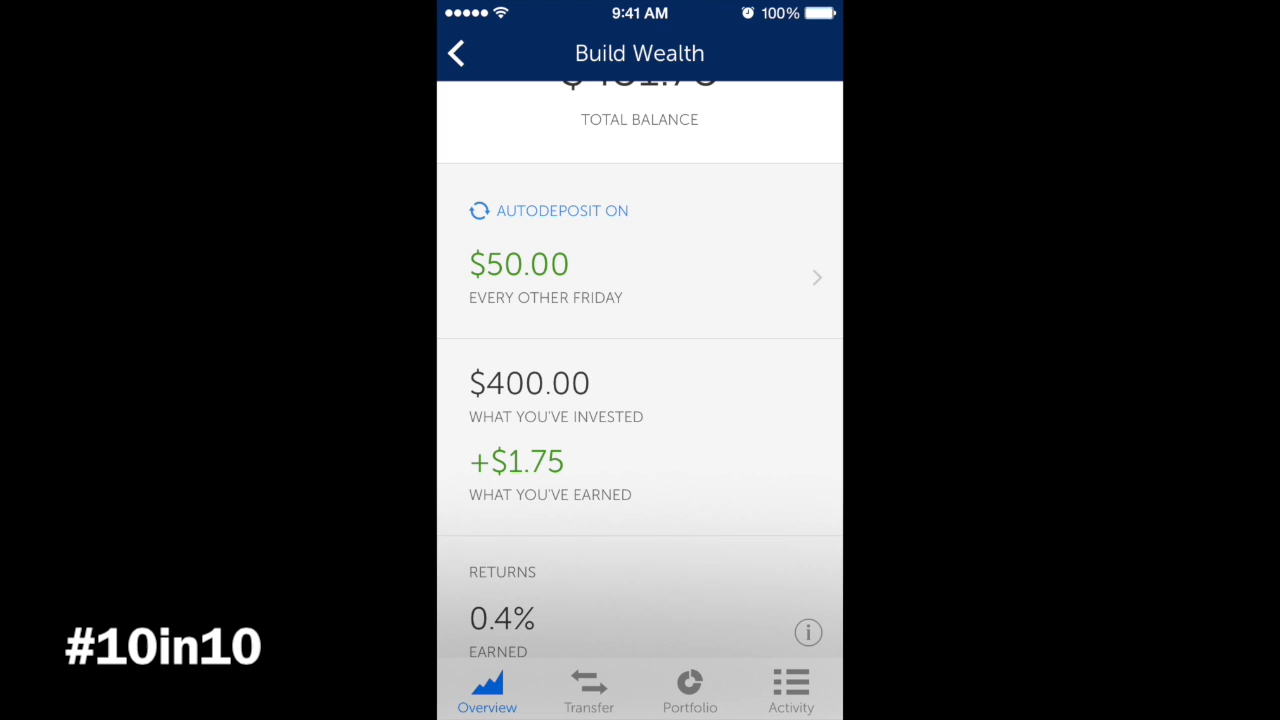 9:41 AM
100%
Build Wealth
TOTAL BALANCE
AUTODEPOSIT ON
$50.00
EVERY OTHER FRIDAY
$400.00
WHAT YOU'VE INVESTED
+$1.75
WHAT YOU'VE EARNED
RETURNS
0.4%
EARNED
i
#10in10
Overview Transfer Portfolio Activity